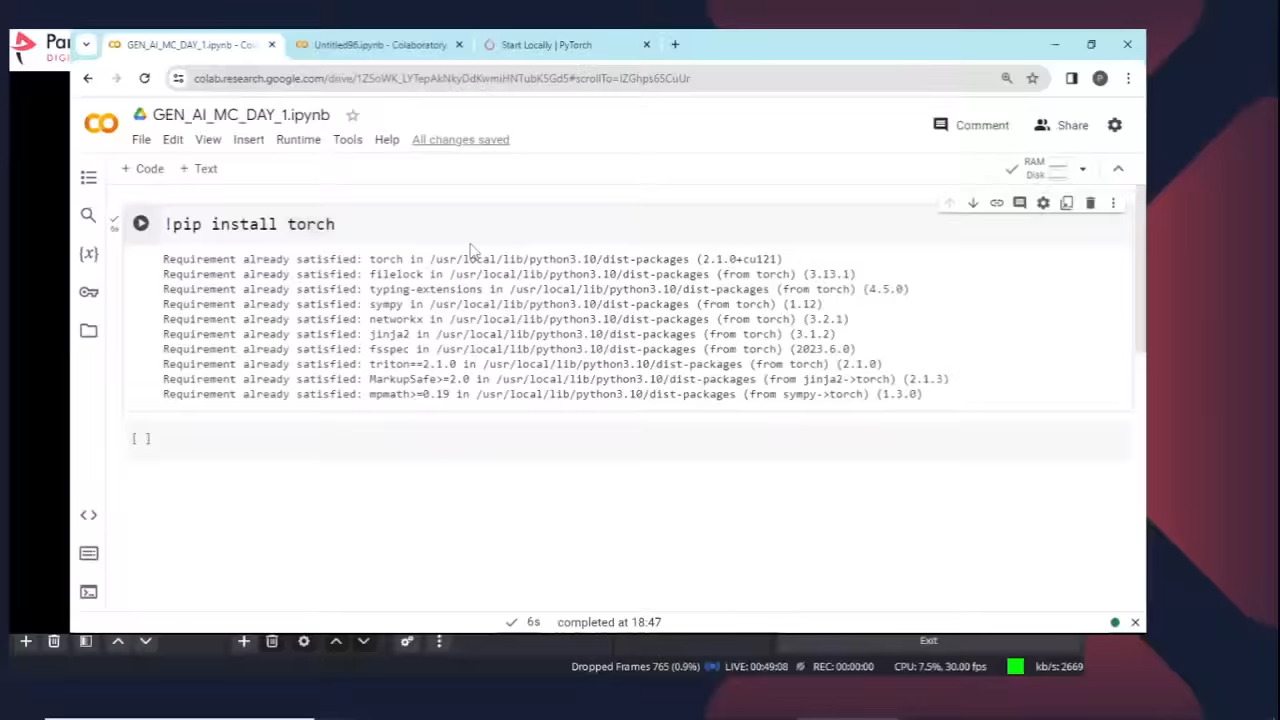 Par
DIGI
GEN_AI_MC_DAY_1.ipynb - Col
Untitled96.ipynb - Colaboratory
Start Locally | PyTorch
colab.research.google.com/drive/1ZSoWK_LYTepAkNkyDdKwmiHNTubKSGd5#scrollTo=IZGhps65CuUr
P
GEN_AI_MC_DAY_1.ipynb
File Edit View Insert Runtime Tools Help All changes saved
Comment
Share
+ Code + Text
RAM
Disk
!pip install torch
6s
Requirement already satisfied: torch in /usr/local/lib/python3.10/dist-packages (2.1.0+cu121)
Requirement already satisfied: filelock in /usr/local/lib/python3.10/dist-packages (from torch) (3.13.1)
Requirement already satisfied: typing-extensions in /usr/local/lib/python3.10/dist-packages (from torch) (4.5.0)
Requirement already satisfied: sympy in /usr/local/lib/python3.10/dist-packages (from torch) (1.12)
Requirement already satisfied: networkx in /usr/local/lib/python3.10/dist-packages (from torch) (3.2.1)
Requirement already satisfied: jinja2 in /usr/local/lib/python3.10/dist-packages (from torch) (3.1.2)
Requirement already satisfied: fsspec in /usr/local/lib/python3.10/dist-packages (from torch) (2023.6.0)
Requirement already satisfied: triton==2.1.0 in /usr/local/lib/python3.10/dist-packages (from torch) (2.1.0)
Requirement already satisfied: MarkupSafe>=2.0 in /usr/local/lib/python3.10/dist-packages (from jinja2->torch) (2.1.3)
Requirement already satisfied: mpmath>=0.19 in /usr/local/lib/python3.10/dist-packages (from sympy->torch) (1.3.0)
[ ]
6s completed at 18:47
Exit
Dropped Frames 765 (0.9%) LIVE: 00:49:08 REC: 00:00:00 CPU: 7.5%, 30.00 fps kb/s: 2669